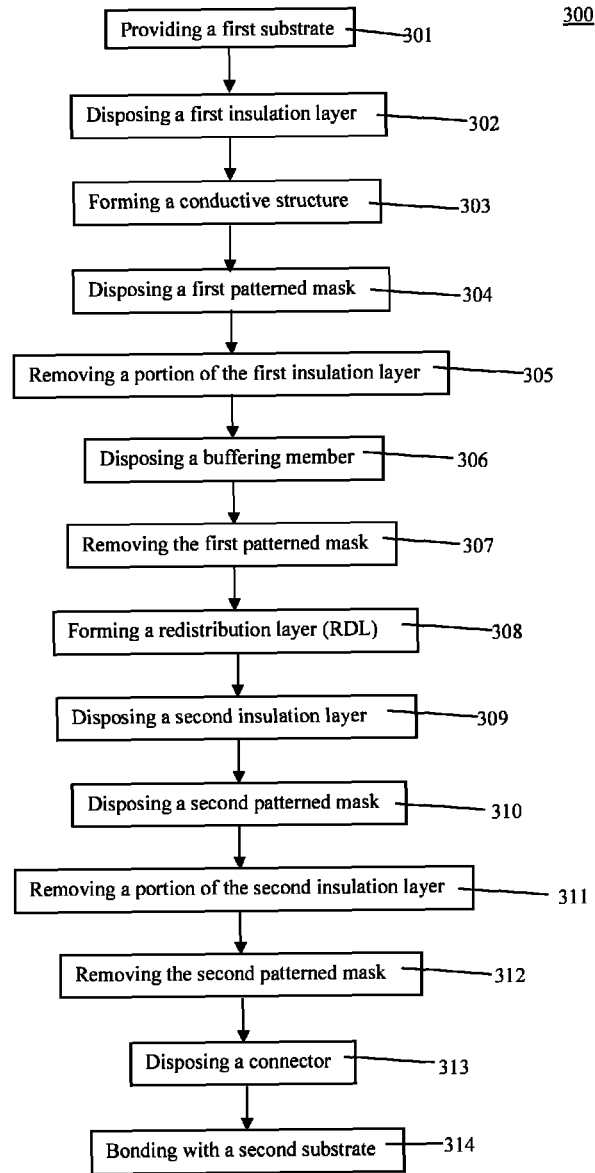 300
Providing a first substrate 301
Disposing a first insulation layer 302
Forming a conductive structure 303
Disposing a first patterned mask 304
Removing a portion of the first insulation layer 305
Disposing a buffering member 306
Removing the first patterned mask 307
Forming a redistribution layer (RDL) 308
Disposing a second insulation layer 309
Disposing a second patterned mask 310
Removing a portion of the second insulation layer 311
Removing the second patterned mask 312
Disposing a connector 313
Bonding with a second substrate 314